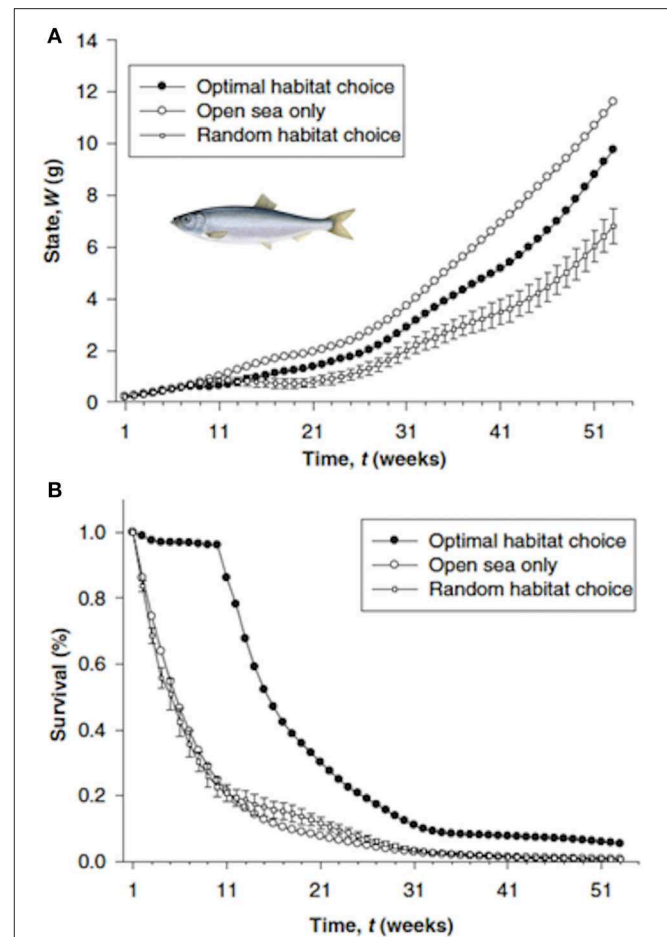 A
14
12
10
8
6
4
2
0
State, W (g)
Optimal habitat choice
Open sea only
Random habitat choice
1 11 21 31 41 51
Time, t (weeks)
B
1.0
0.8
0.6
0.4
0.2
0.0
Survival (%)
Optimal habitat choice
Open sea only
Random habitat choice
1 11 21 31 41 51
Time, t (weeks)